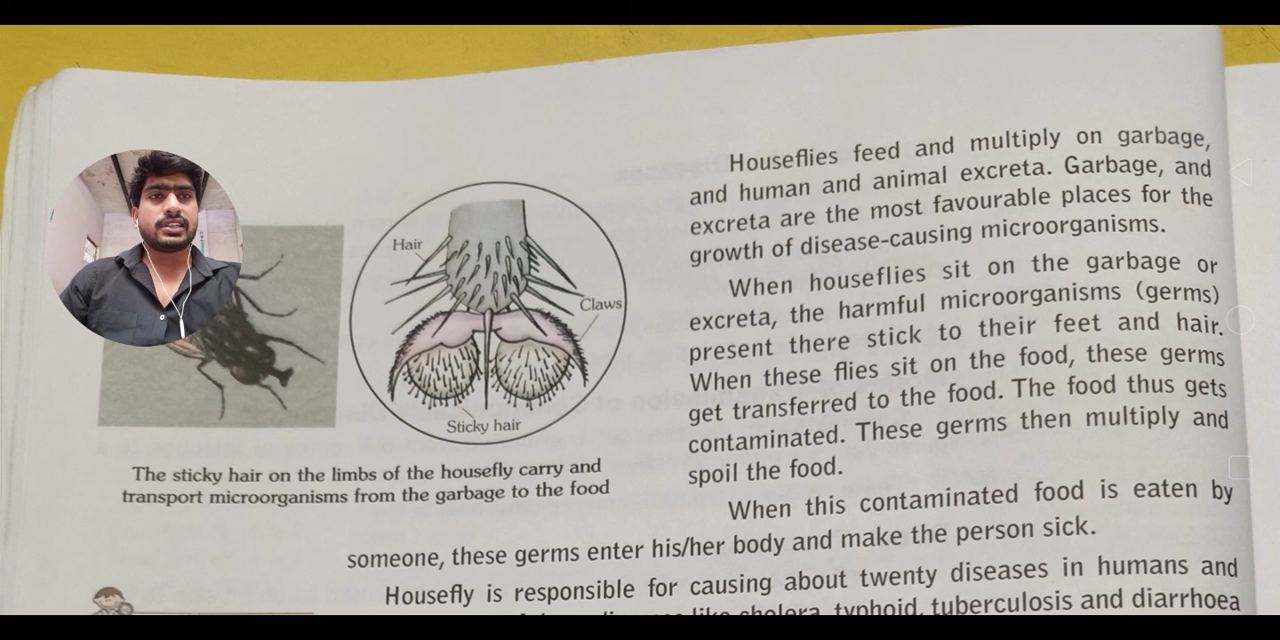 Hair
Claws
Sticky hair
The sticky hair on the limbs of the housefly carry and
transport microorganisms from the garbage to the food
Houseflies feed and multiply on garbage,
and human and animal excreta. Garbage, and
excreta are the most favourable places for the
growth of disease-causing microorganisms.
When houseflies sit on the garbage or
excreta, the harmful microorganisms (germs)
present there stick to their feet and hair.
When these flies sit on the food, these germs
get transferred to the food. The food thus gets
contaminated. These germs then multiply and
spoil the food.
When this contaminated food is eaten by
someone, these germs enter his/her body and make the person sick.
Housefly is responsible for causing about twenty diseases in humans and
like cholera, typhoid, tuberculosis and diarrhoea